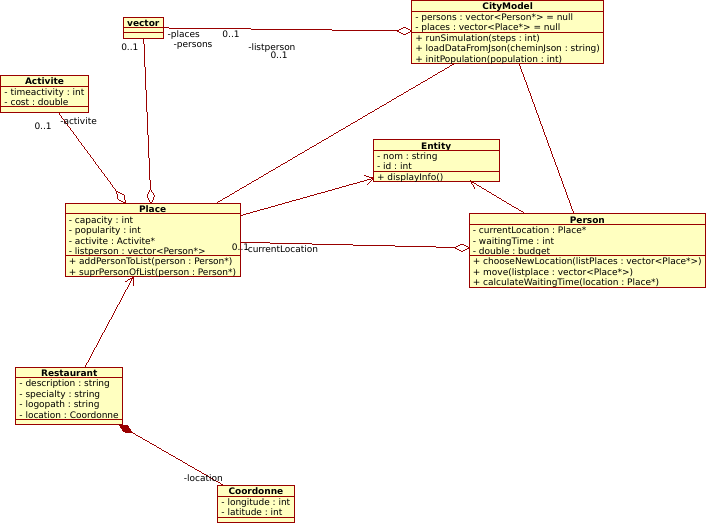 CityModel
- persons : vector<Person*> = null
- places : vector<Place*> = null
+ runSimulation(steps : int)
+ loadDataFromJson(cheminJson : string)
+ initPopulation(population : int)
vector
-places
-persons
0..1
0..1
-listperson
0..1
Activite
- timeactivity : int
- cost : double
-activite
0..1
Entity
- nom : string
- id : int
+ displayInfo()
Place
- capacity : int
- popularity : int
- activite : Activite*
- listperson : vector<Person*>
+ addPersonToList(person : Person*)
+ suprPersonOfList(person : Person*)
0..1
-currentLocation
Person
- currentLocation : Place*
- waitingTime : int
- double : budget
+ chooseNewLocation(listPlaces : vector<Place*>)
+ move(listplace : vector<Place*>)
+ calculateWaitingTime(location : Place*)
Restaurant
- description : string
- specialty : string
- logopath : string
- location : Coordonne
-location
Coordonne
- longitude : int
- latitude : int